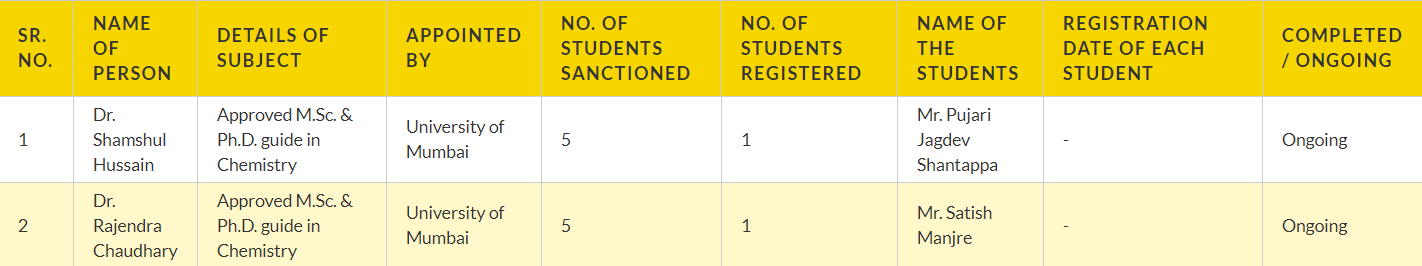 SR. NO.
NAME OF PERSON
DETAILS OF SUBJECT
APPOINTED BY
NO. OF STUDENTS SANCTIONED
NO. OF STUDENTS REGISTERED
NAME OF THE STUDENTS
REGISTRATION DATE OF EACH STUDENT
COMPLETED / ONGOING
1
Dr. Shamshul Hussain
Approved M.Sc. & Ph.D. guide in Chemistry
University of Mumbai
5
1
Mr. Pujari Jagdev Shantappa
-
Ongoing
2
Dr. Rajendra Chaudhary
Approved M.Sc. & Ph.D. guide in Chemistry
University of Mumbai
5
1
Mr. Satish Manjre
-
Ongoing